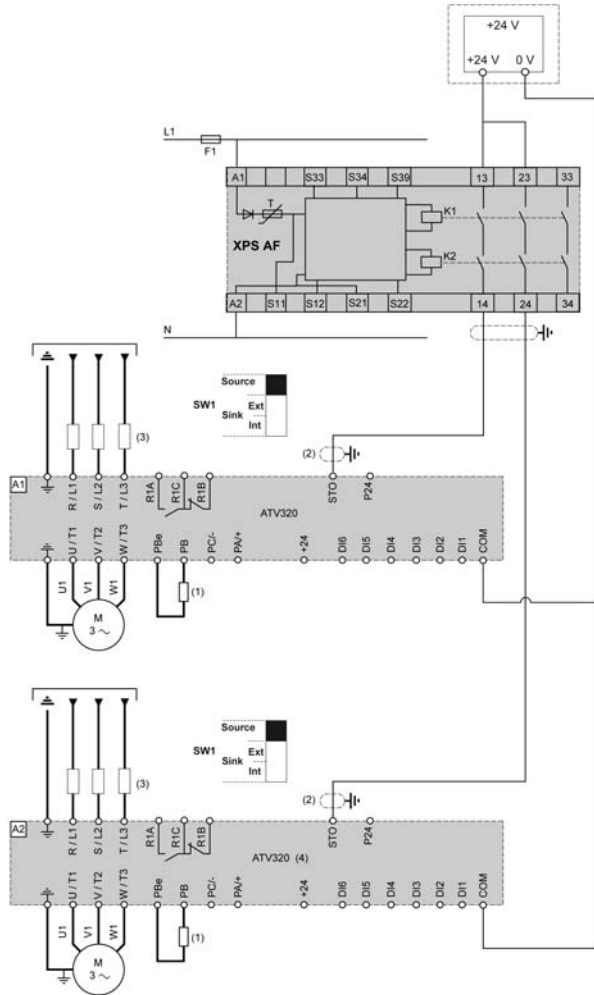 +24 V
+24 V 0 V
L1
F1
A1 S33 S34 S39 13 23 33
T
K1
XPS AF
K2
A2 S11 S12 S21 S22 14 24 34
N
Source
SW1
Ext
Sink
Int
(3)
(2)
A1
R / L1 S / L2 T / L3 R1A R1C R1B STO P24
ATV320
U / T1 V / T2 W / T3 PBe PB PC/- PA/+ +24 DI6 DI5 DI4 DI3 DI2 DI1 COM
U1 V1 W1
(1)
M
3 ~
Source
SW1
Ext
Sink
Int
(3)
(2)
A2
R / L1 S / L2 T / L3 R1A R1C R1B STO P24
ATV320 (4)
U / T1 V / T2 W / T3 PBe PB PC/- PA/+ +24 DI6 DI5 DI4 DI3 DI2 DI1 COM
U1 V1 W1
(1)
M
3 ~